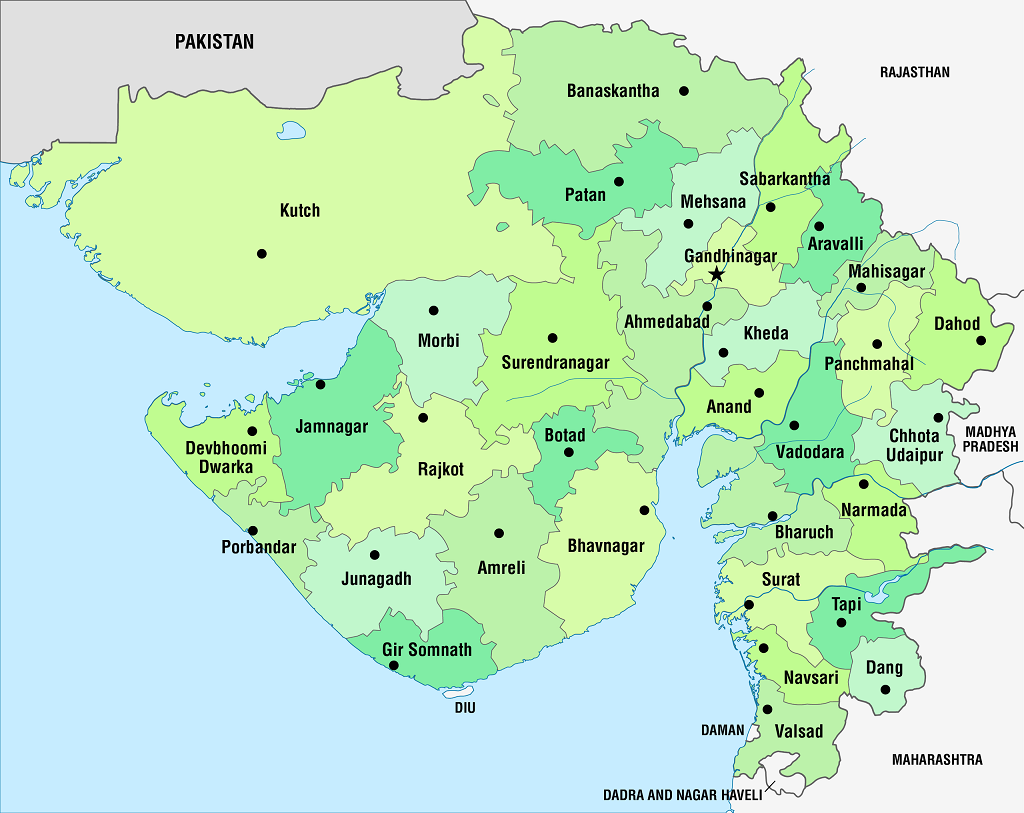 PAKISTAN
RAJASTHAN
Banaskantha
Patan
Sabarkantha
Mehsana
Kutch
Aravalli
Gandhinagar
Mahisagar
Ahmedabad
Kheda
Dahod
Morbi
Surendranagar
Panchmahal
Anand
Jamnagar
Botad
Chhota
Udaipur
MADHYA
PRADESH
Devbhoomi
Dwarka
Vadodara
Rajkot
Narmada
Porbandar
Bharuch
Bhavnagar
Amreli
Junagadh
Surat
Tapi
Gir Somnath
Dang
Navsari
DIU
DAMAN
Valsad
MAHARASHTRA
DADRA AND NAGAR HAVELI